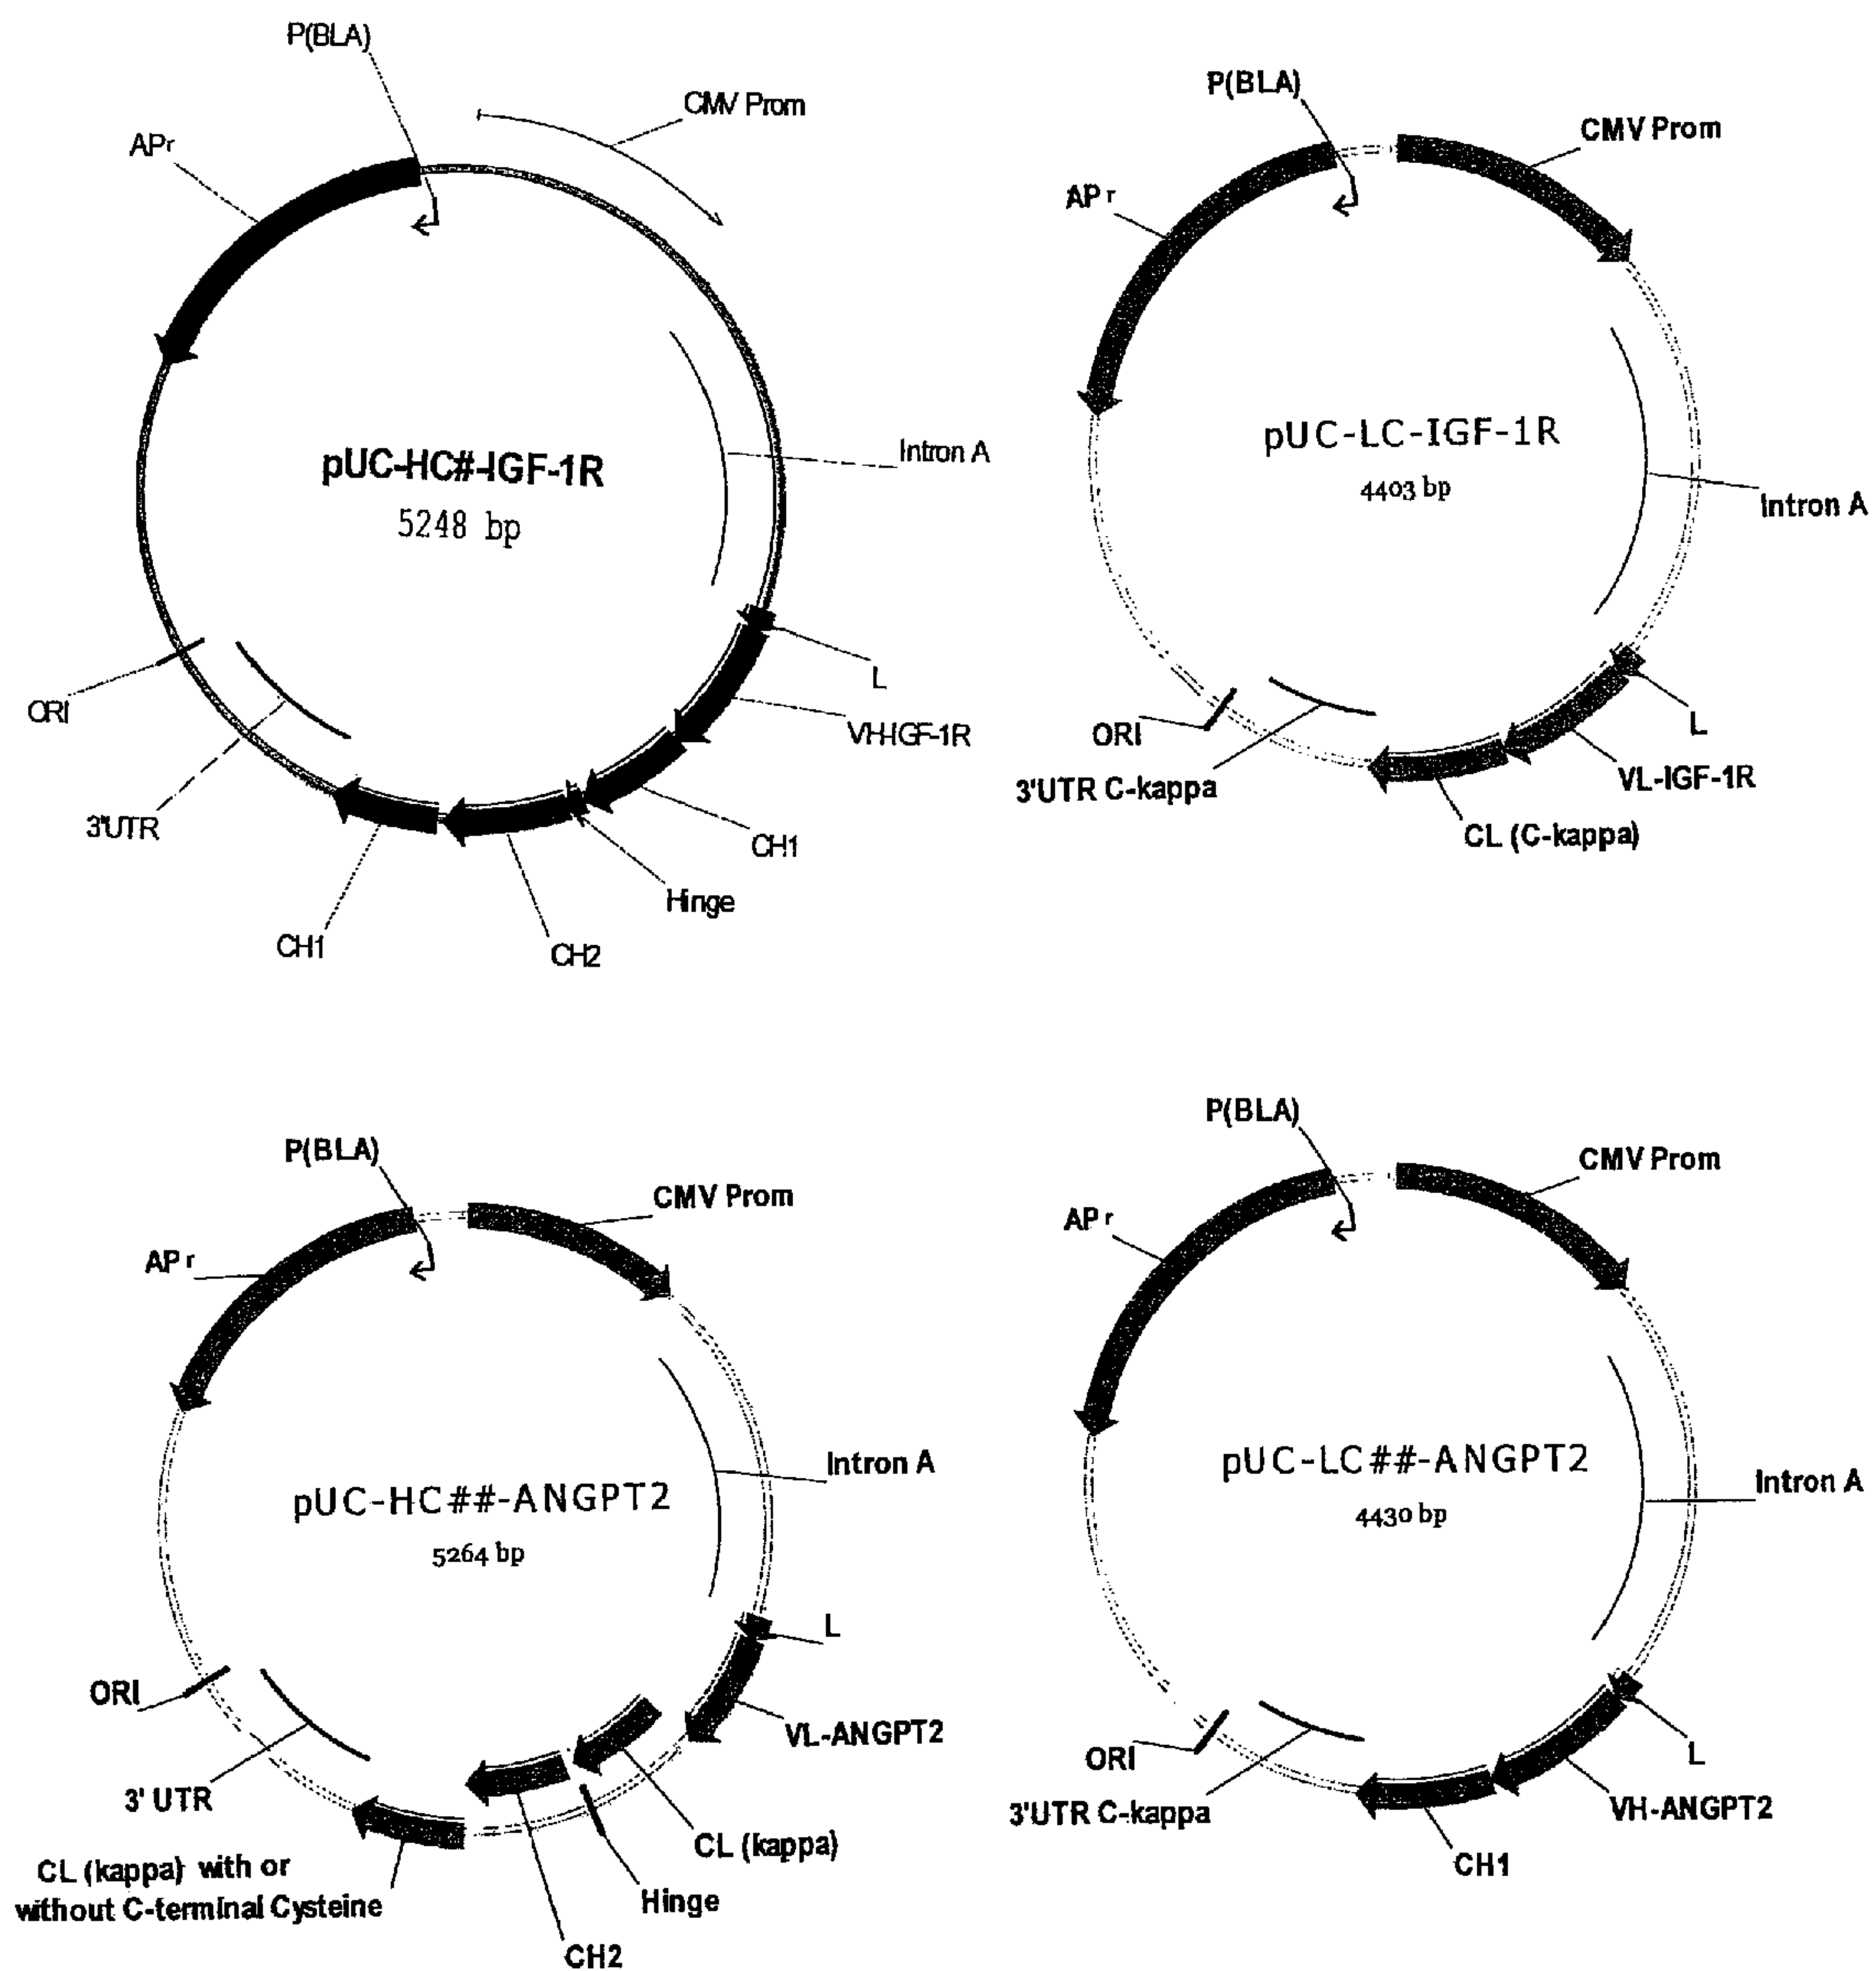 P(BLA)
CMV Prom
APr
pUC-HC#-IGF-1R
5248 bp
Intron A
L
VH-IGF-1R
ORI
3'UTR
CH1
Hinge
CH2
CH1
P(BLA)
CMV Prom
APr
pUC-LC-IGF-1R
4403 bp
Intron A
L
ORI
3'UTR C-kappa
VL-IGF-1R
CL (C-kappa)
P(BLA)
CMV Prom
APr
pUC-HC##-ANGPT2
5264 bp
Intron A
L
ORI
VL-ANGPT2
3' UTR
CL (kappa)
CL (kappa) with or
without C-terminal Cysteine
Hinge
CH2
P(BLA)
CMV Prom
APr
pUC-LC##-ANGPT2
4430 bp
Intron A
L
ORI
3'UTR C-kappa
VH-ANGPT2
CH1